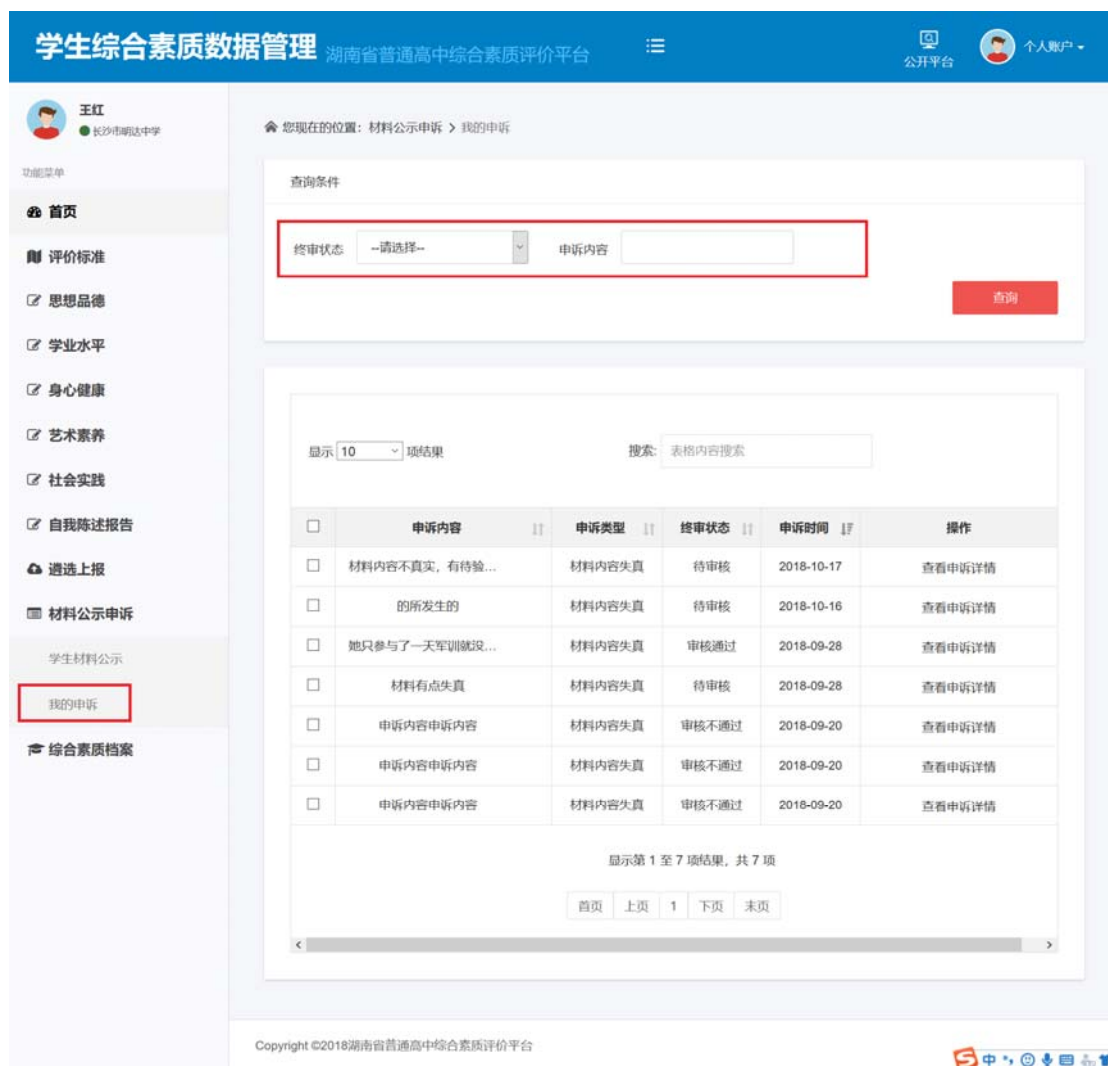 学生综合素质数据管理 湖南省普通高中综合素质评价平台
公开平台
个人账户
王红
长沙市明达中学
功能菜单
首页
评价标准
思想品德
学业水平
身心健康
艺术素养
社会实践
自我陈述报告
遴选上报
材料公示申诉
学生材料公示
我的申诉
综合素质档案
您现在的位置：材料公示申诉 > 我的申诉
查询条件
终审状态 --请选择-- 申诉内容
查询
显示 10 项结果 搜索: 表格内容搜索
申诉内容 申诉类型 终审状态 申诉时间 操作
材料内容不真实，有待验... 材料内容失真 待审核 2018-10-17 查看申诉详情
的所发生的 材料内容失真 待审核 2018-10-16 查看申诉详情
她只参与了一天军训就没... 材料内容失真 审核通过 2018-09-28 查看申诉详情
材料有点失真 材料内容失真 待审核 2018-09-28 查看申诉详情
申诉内容申诉内容 材料内容失真 审核不通过 2018-09-20 查看申诉详情
申诉内容申诉内容 材料内容失真 审核不通过 2018-09-20 查看申诉详情
申诉内容申诉内容 材料内容失真 审核不通过 2018-09-20 查看申诉详情
显示第 1 至 7 项结果，共 7 项
首页 上页 1 下页 末页
Copyright ©2018湖南省普通高中综合素质评价平台
中